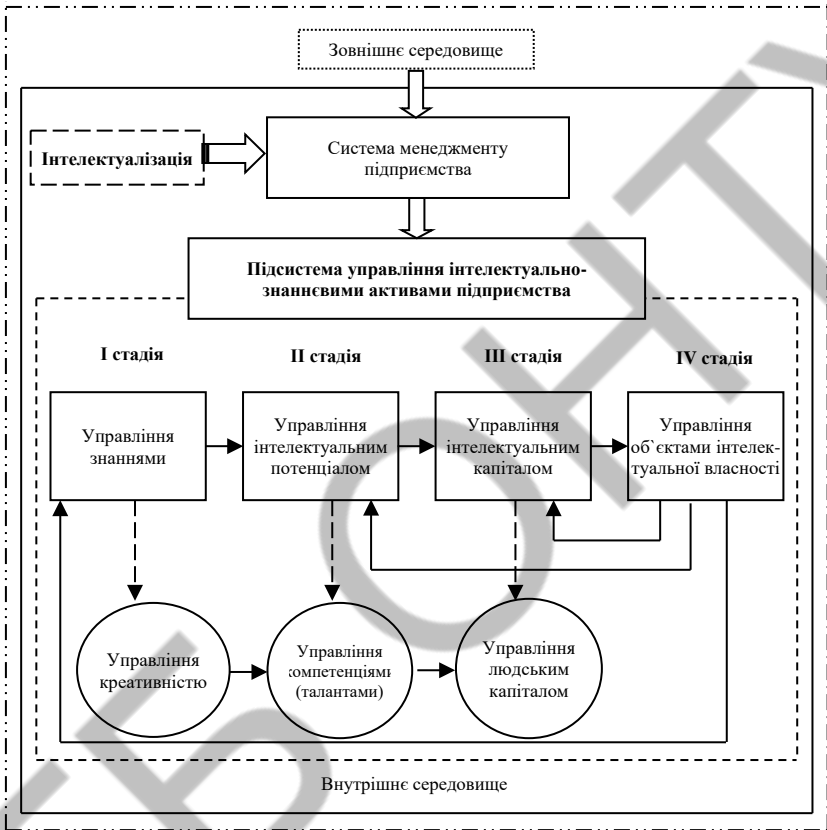 Зовнішнє середовище
Інтелектуалізація
Система менеджменту
підприємства
Підсистема управління інтелектуально-
знаннєвими активами підприємства
І стадія
ІІ стадія
ІІІ стадія
IV стадія
Управління
знаннями
Управління
інтелектуальним
потенціалом
Управління
інтелектуальним
капіталом
Управління
об`єктами інтелек-
туальної власності
Управління
креативністю
Управління
компетенціями
(талантами)
Управління
людським
капіталом
Внутрішнє середовище